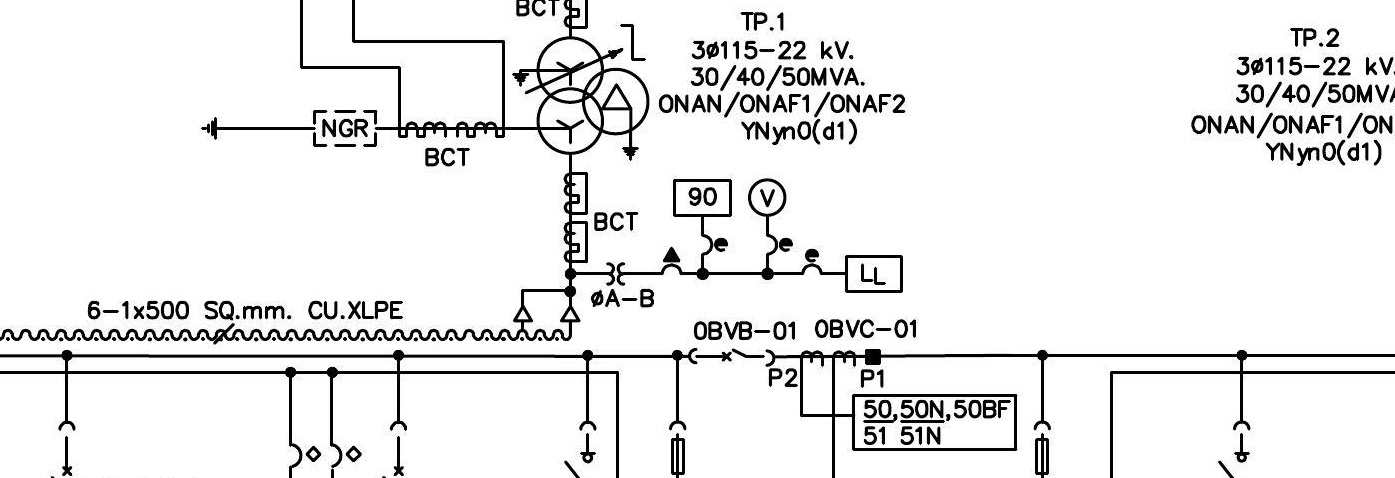 BCT
TP.1
3ø115-22 kV.
30/40/50MVA.
ONAN/ONAF1/ONAF2
YNyn0(d1)
TP.2
3ø115-22 kV.
30/40/50MVA
ONAN/ONAF1/ON
YNyn0(d1)
NGR
BCT
90
V
BCT
LL
øA-B
6-1x500 SQ.mm. CU.XLPE
0BVB-01
0BVC-01
P2
P1
50,50N,50BF
51 51N